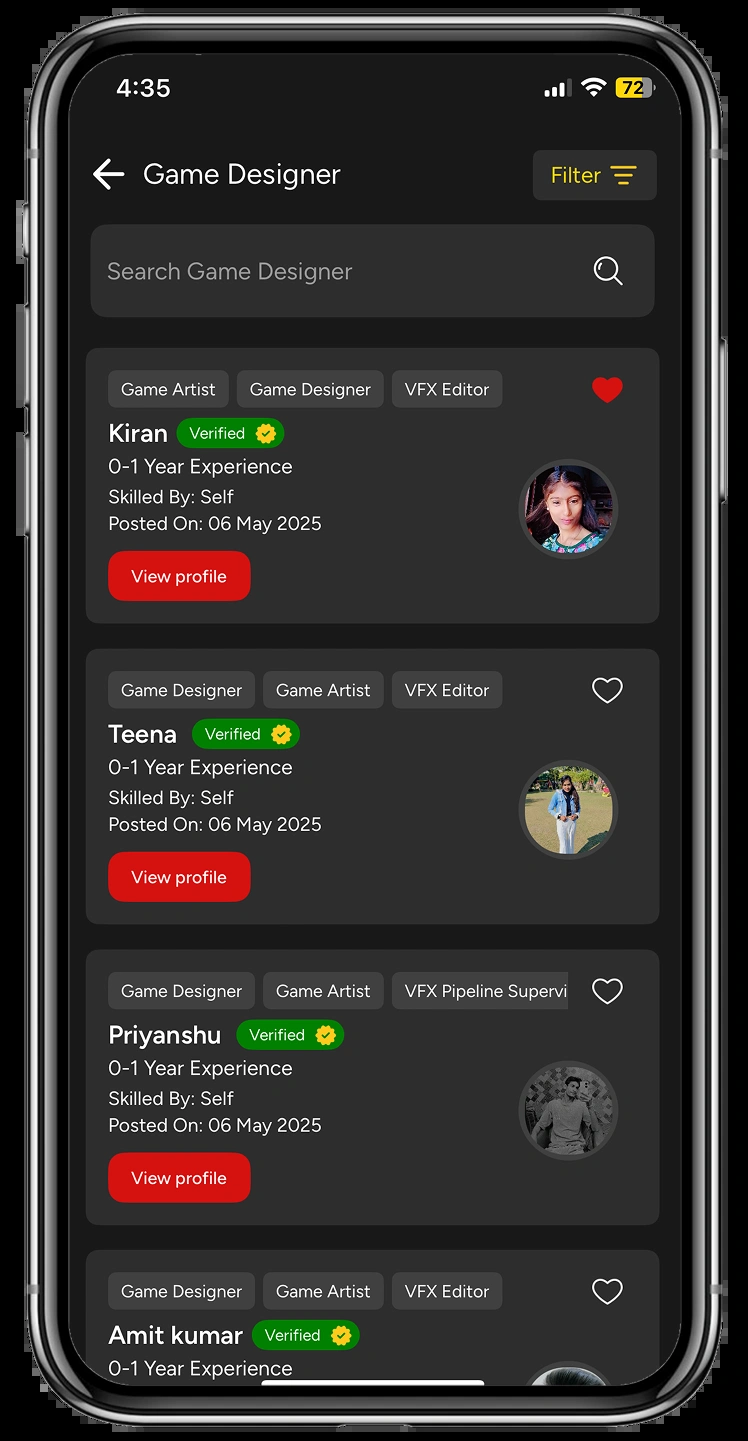 4:35 72
Game Designer Filter
Search Game Designer
Game Artist Game Designer VFX Editor
Kiran Verified
0-1 Year Experience
Skilled By: Self
Posted On: 06 May 2025
View profile
Game Designer Game Artist VFX Editor
Teena Verified
0-1 Year Experience
Skilled By: Self
Posted On: 06 May 2025
View profile
Game Designer Game Artist VFX Pipeline Supervi
Priyanshu Verified
0-1 Year Experience
Skilled By: Self
Posted On: 06 May 2025
View profile
Game Designer Game Artist VFX Editor
Amit kumar Verified
0-1 Year Experience